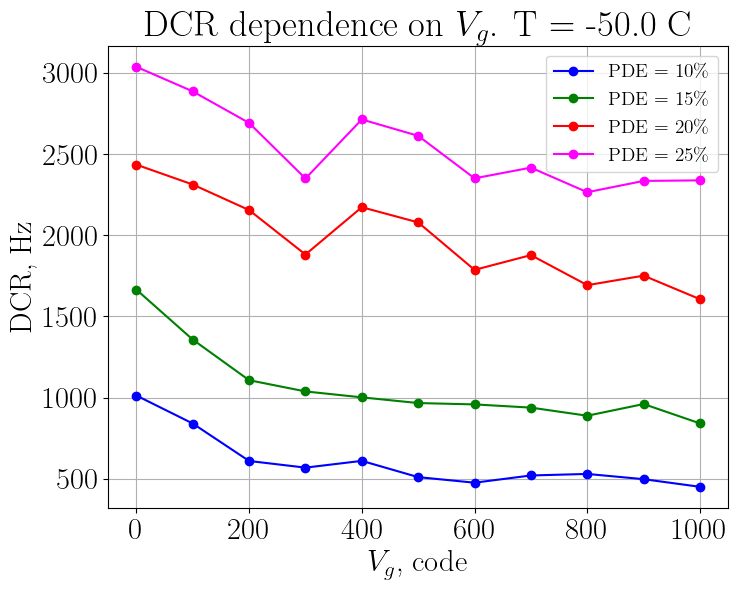 DCR dependence on V_g. T = -50.0 C
PDE = 10%
PDE = 15%
PDE = 20%
PDE = 25%
DCR, Hz
3000
2500
2000
1500
1000
500
0 200 400 600 800 1000
V_g, code